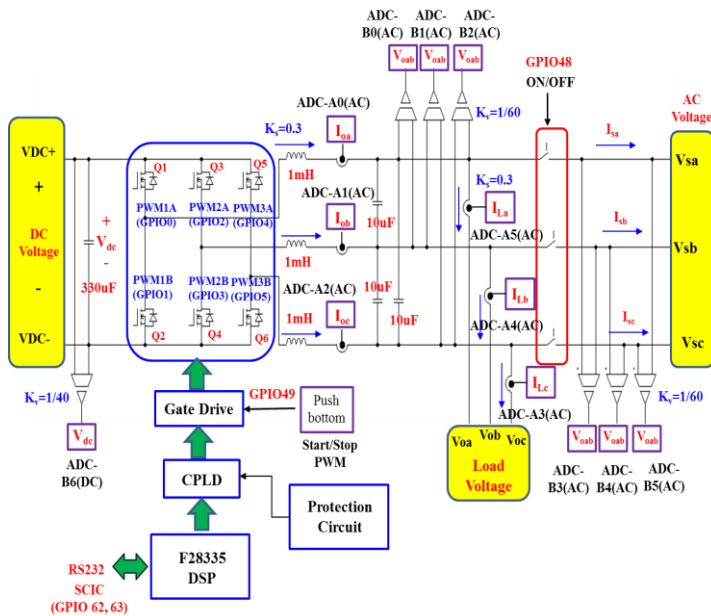 ADC-
B0(AC)
ADC-
B1(AC)
ADC-
B2(AC)
Voab
Voab
Voab
GPIO48
ON/OFF
AC
Voltage
ADC-A0(AC)
Ks=0.3
Ioa
Kv=1/60
Isa
VDC+
+
DC
Voltage
-
VDC-
Q1
Q3
Q5
1mH
Vsa
PWM1A
(GPIO0)
PWM2A
(GPIO2)
PWM3A
(GPIO4)
ADC-A1(AC)
10uF
Ks=0.3
ILa
ADC-A5(AC)
+
Vdc
-
330uF
Iob
1mH
Isb
Vsb
PWM1B
(GPIO1)
PWM2B
(GPIO3)
PWM3B
(GPIO5)
ADC-A2(AC)
10uF
10uF
ILb
ADC-A4(AC)
Q2
Q4
Q6
1mH
Ioc
Isc
Vsc
ILc
ADC-A3(AC)
Kv=1/40
Vdc
ADC-
B6(DC)
Gate Drive
GPIO49
Push
bottom
Start/Stop
PWM
Voa
Vob
Voc
Load
Voltage
Kv=1/60
Voab
Voab
Voab
ADC-
B3(AC)
ADC-
B4(AC)
ADC-
B5(AC)
CPLD
Protection
Circuit
F28335
DSP
RS232
SCIC
(GPIO 62, 63)